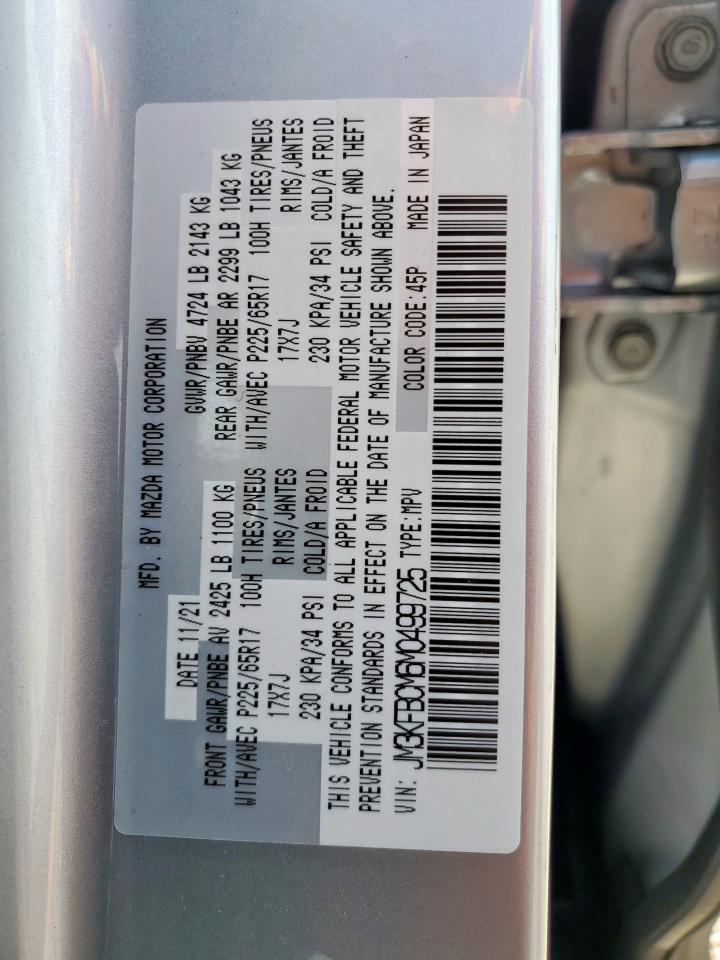 MFD. BY MAZDA MOTOR CORPORATION
DATE 11/21 GVWR/PNBV 4724 LB 2143 KG
FRONT GAWR/PNBE AV 2425 LB 1100 KG REAR GAWR/PNBE AR 2299 LB 1043 KG
WITH/AVEC P225/65R17 100H TIRES/PNEUS WITH/AVEC P225/65R17 100H TIRES/PNEUS
17X7J RIMS/JANTES 17X7J RIMS/JANTES
230 KPA/34 PSI COLD/A FROID 230 KPA/34 PSI COLD/A FROID
THIS VEHICLE CONFORMS TO ALL APPLICABLE FEDERAL MOTOR VEHICLE SAFETY AND THEFT
PREVENTION STANDARDS IN EFFECT ON THE DATE OF MANUFACTURE SHOWN ABOVE.
VIN: JM3KFBCM6M0499725 TYPE:MPV COLOR CODE:45P MADE IN JAPAN
8